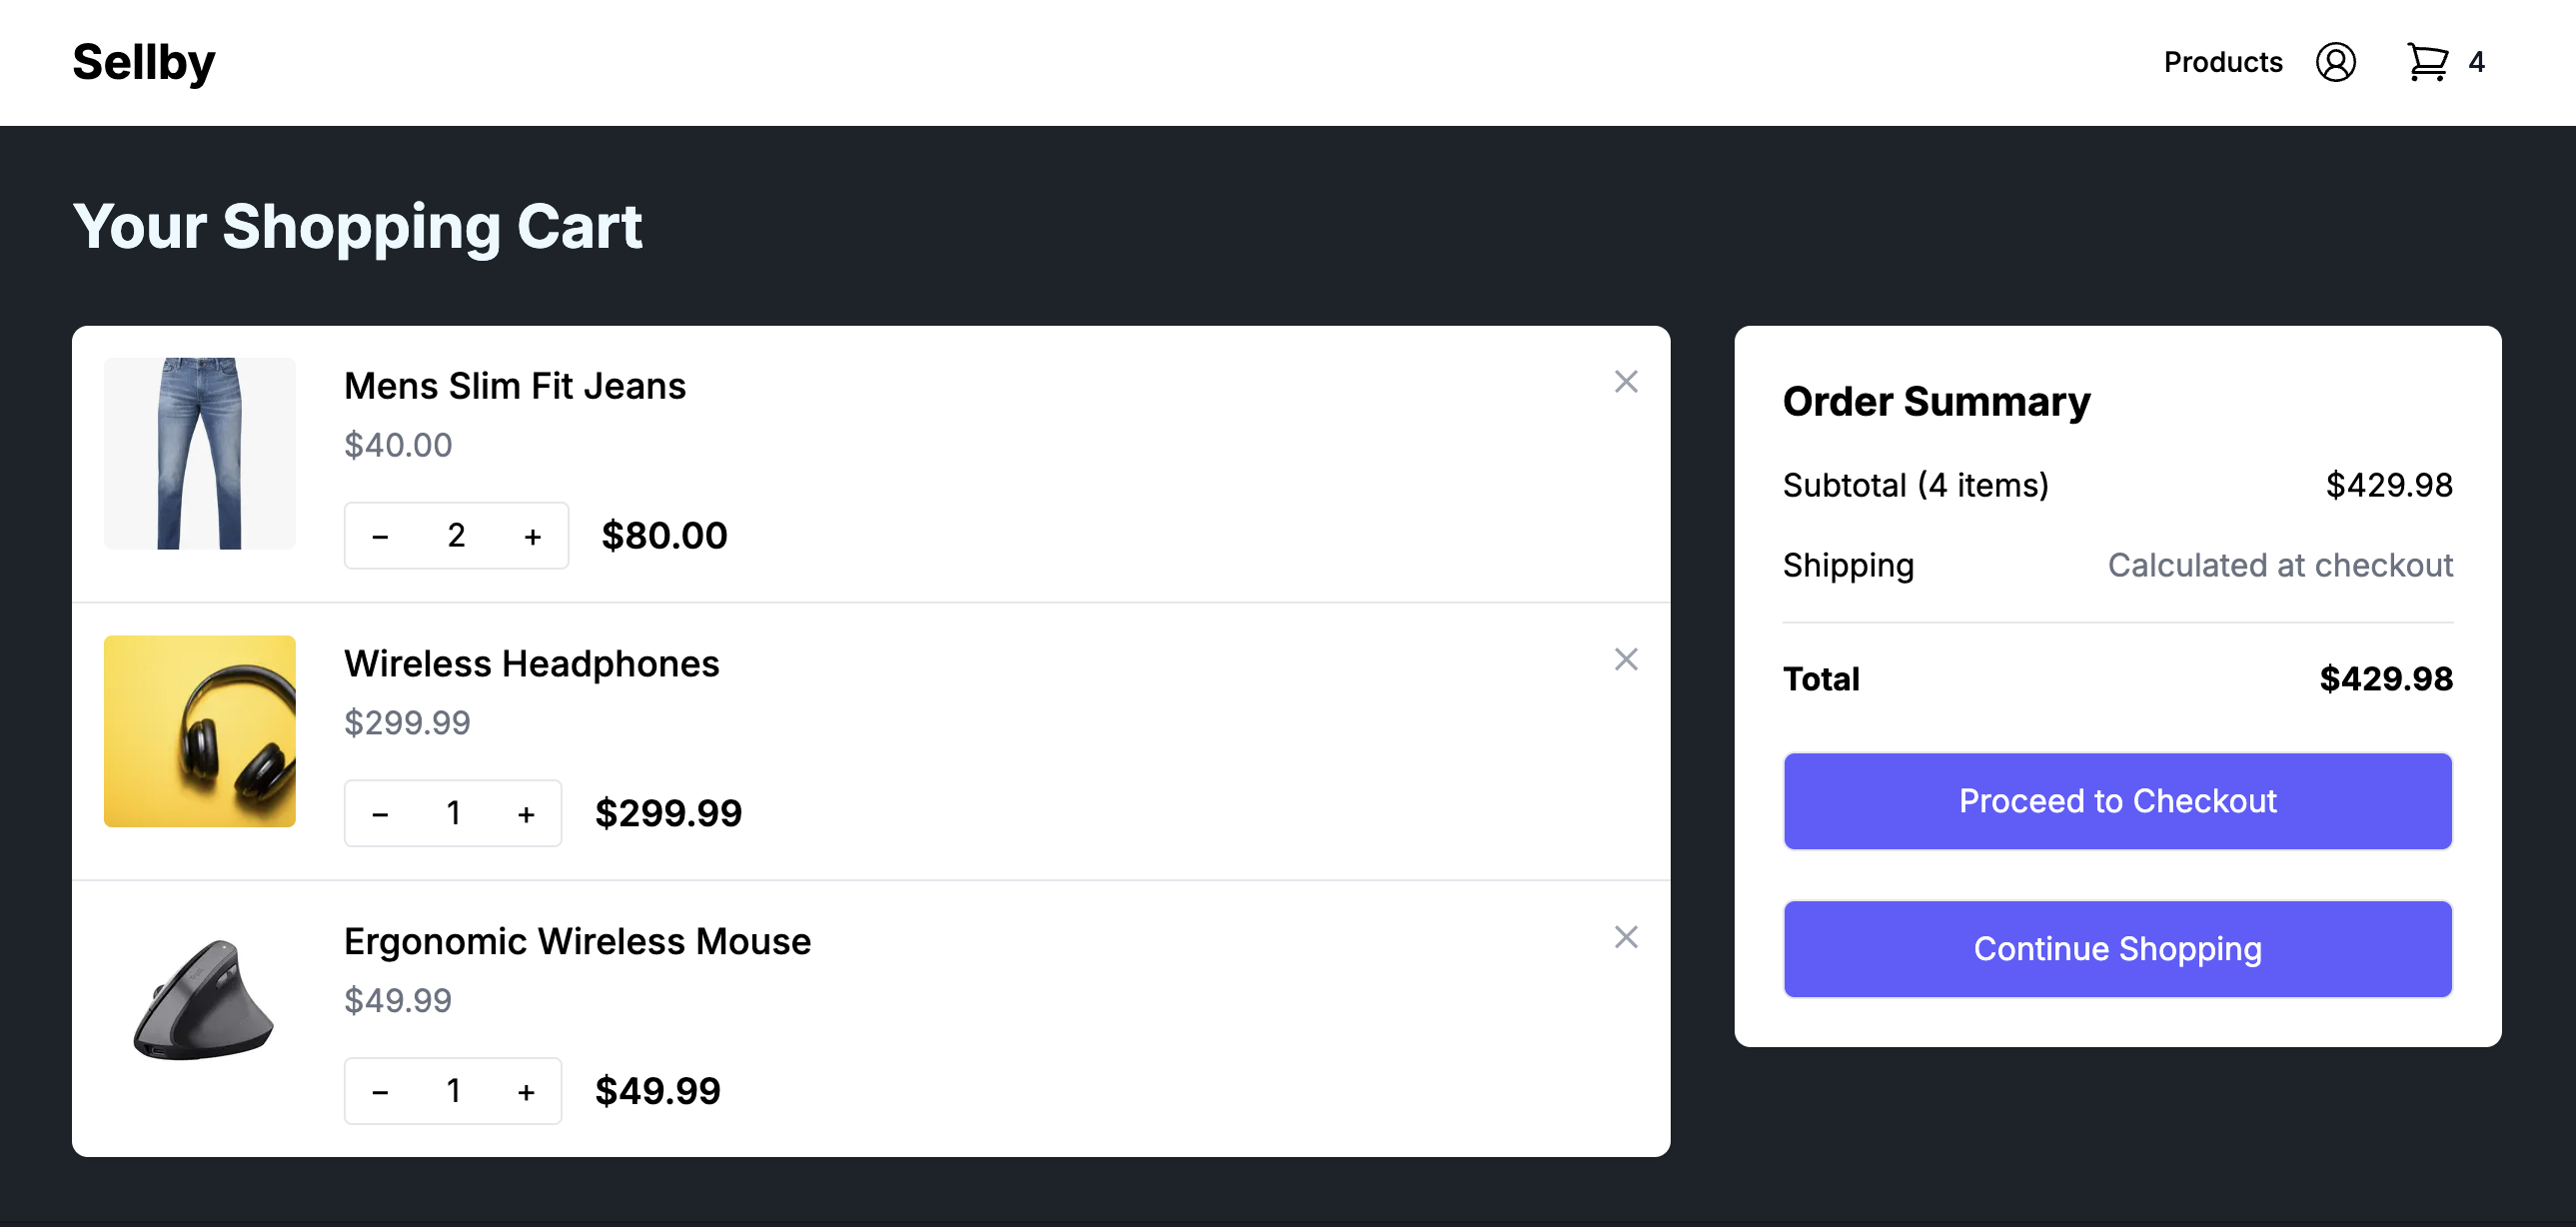 Sellby
Products 4
Your Shopping Cart
Mens Slim Fit Jeans
$40.00
− 2 + $80.00
Wireless Headphones
$299.99
− 1 + $299.99
Ergonomic Wireless Mouse
$49.99
− 1 + $49.99
Order Summary
Subtotal (4 items) $429.98
Shipping Calculated at checkout
Total $429.98
Proceed to Checkout
Continue Shopping